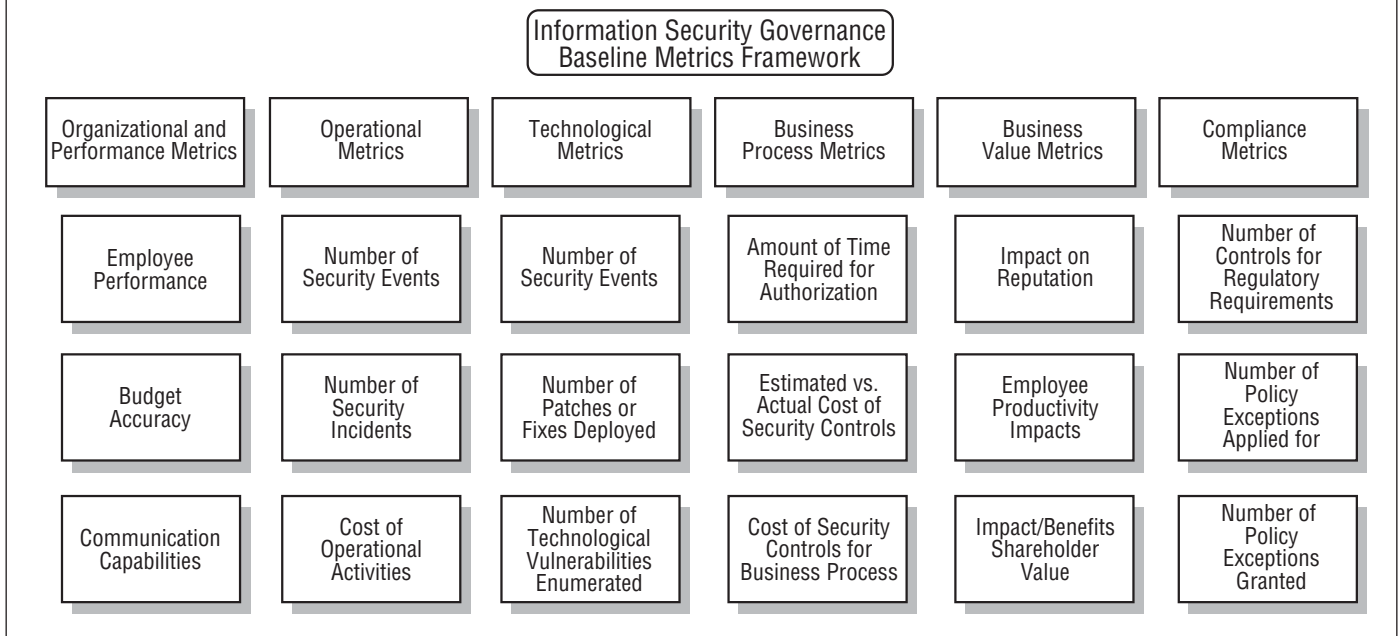 Information Security Governance
Baseline Metrics Framework
Organizational and
Performance Metrics
Operational
Metrics
Technological
Metrics
Business
Process Metrics
Business
Value Metrics
Compliance
Metrics
Employee
Performance
Number of
Security Events
Number of
Security Events
Amount of Time
Required for
Authorization
Impact on
Reputation
Number of
Controls for
Regulatory
Requirements
Budget
Accuracy
Number of
Security
Incidents
Number of
Patches or
Fixes Deployed
Estimated vs.
Actual Cost of
Security Controls
Employee
Productivity
Impacts
Number of
Policy
Exceptions
Applied for
Communication
Capabilities
Cost of
Operational
Activities
Number of
Technological
Vulnerabilities
Enumerated
Cost of Security
Controls for
Business Process
Impact/Benefits
Shareholder
Value
Number of
Policy
Exceptions
Granted